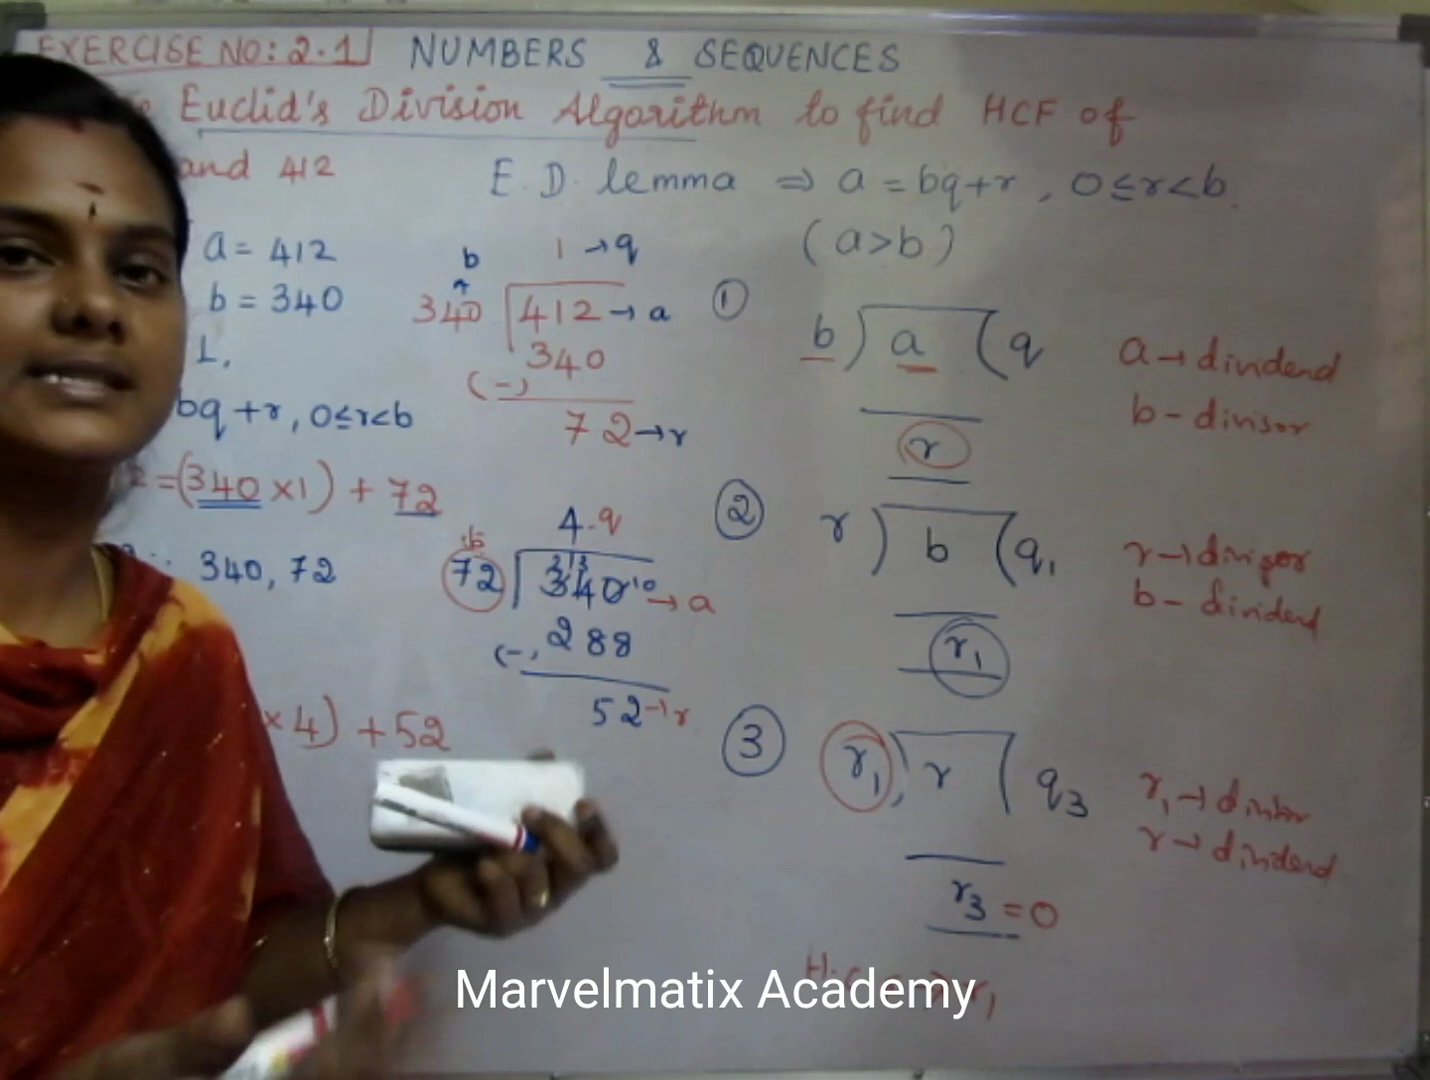 EXERCISE NO: 2.1 NUMBERS & SEQUENCES
Euclid's Division Algorithm to find HCF of
and 412
E. D. lemma ⇒ a = bq+r, 0≤r<b.
(a>b)
a = 412
b = 340
L.
bq + r, 0≤r<b
2 = (340 ×1) + 72
340, 72
× 4) + 52
b 1 → q
340 412 → a
340
(-)
72 → r
4 - q
b
72 340 10 → a
(-) 288
52 → r
① b ) a ( q
r
a → dividend
b - divisor
② r ) b ( q₁
r₁
r → divisor
b - dividend
③ r₁ ) r ( q₃
r₃ = 0
r₁ → divisor
r → dividend
r₁
Marvelmatix Academy